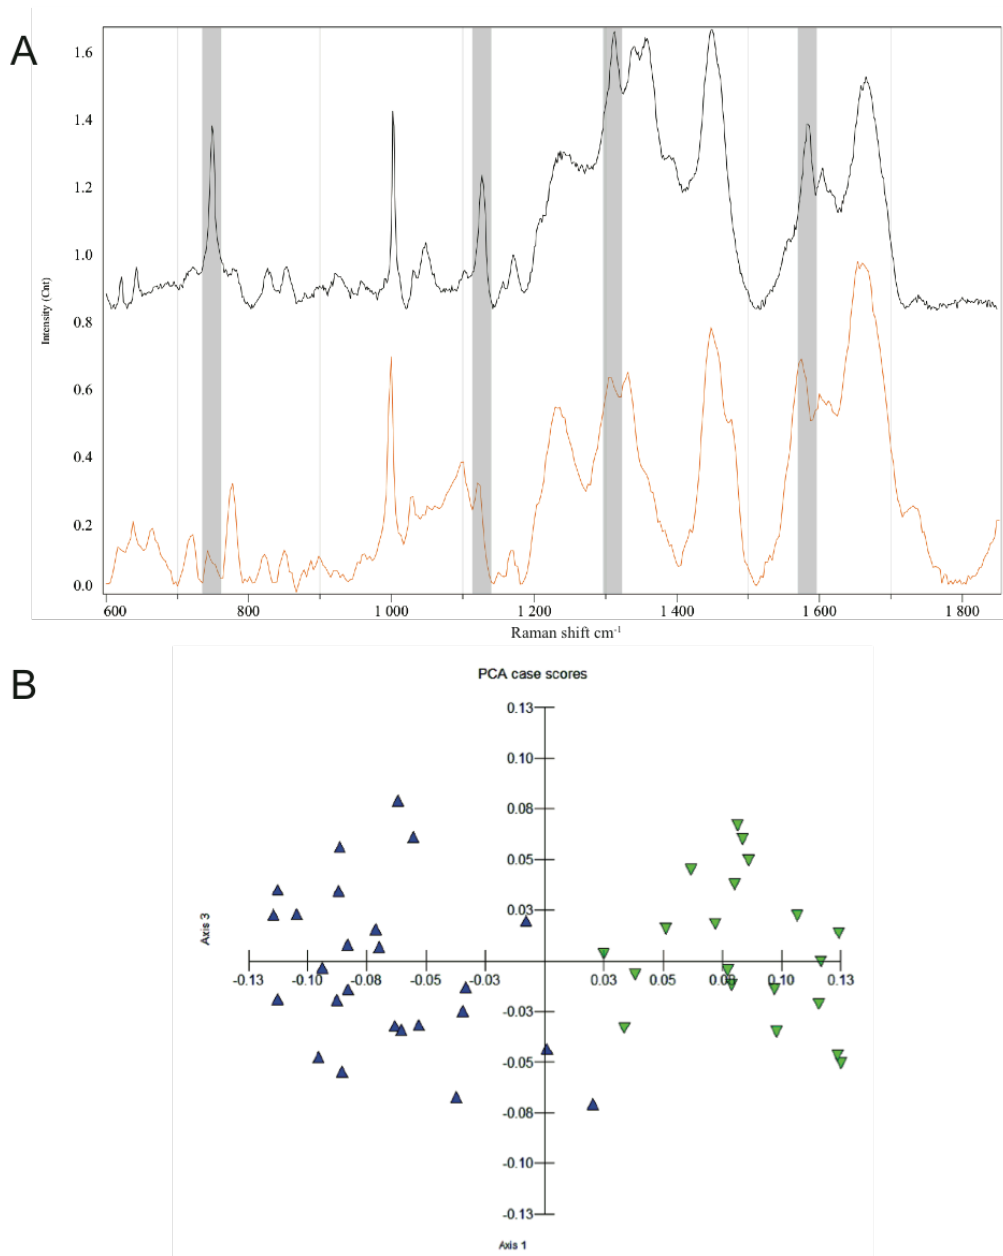 A
1.6
1.4
1.2
1.0
0.8
0.6
0.4
0.2
0.0
Intensity (Cnt)
600 800 1 000 1 200 1 400 1 600 1 800
Raman shift cm⁻¹
B
PCA case scores
0.13
0.10
0.08
0.05
0.03
Axis 3
-0.13 -0.10 -0.08 -0.05 -0.03 0.03 0.05 0.08 0.10 0.13
-0.03
-0.05
-0.08
-0.10
-0.13
Axis 1